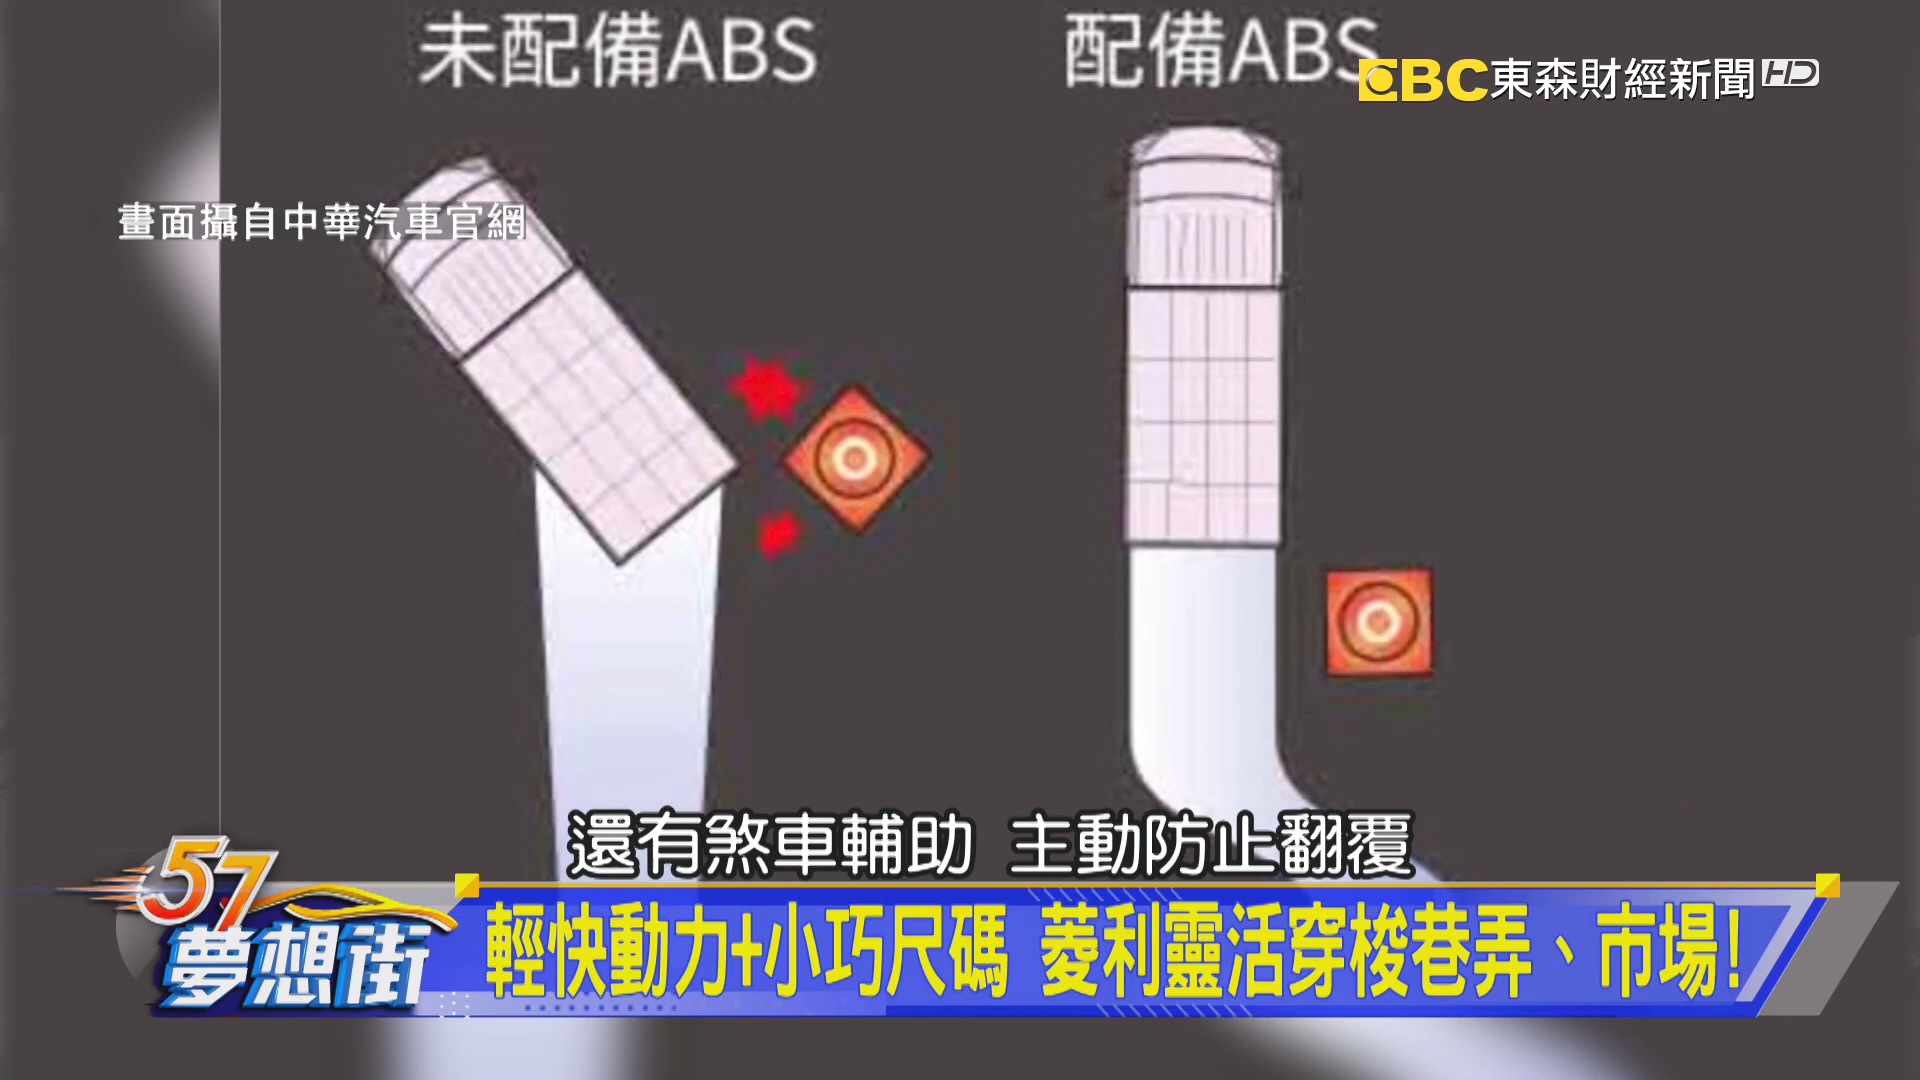 未配備ABS
配備ABS
EBC東森財經新聞HD
畫面攝自中華汽車官網
還有煞車輔助 主動防止翻覆
57夢想街
輕快動力+小巧尺碼 菱利靈活穿梭巷弄、市場!